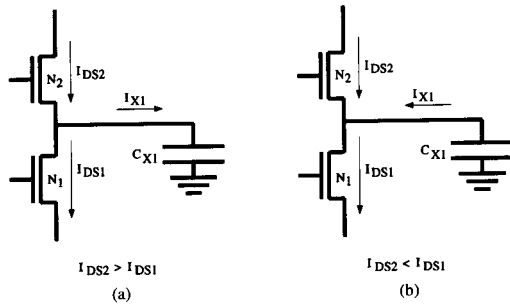 N2
IDS2
IX1
CX1
N1
IDS1
IDS2 > IDS1
(a)
N2
IDS2
IX1
CX1
N1
IDS1
IDS2 < IDS1
(b)